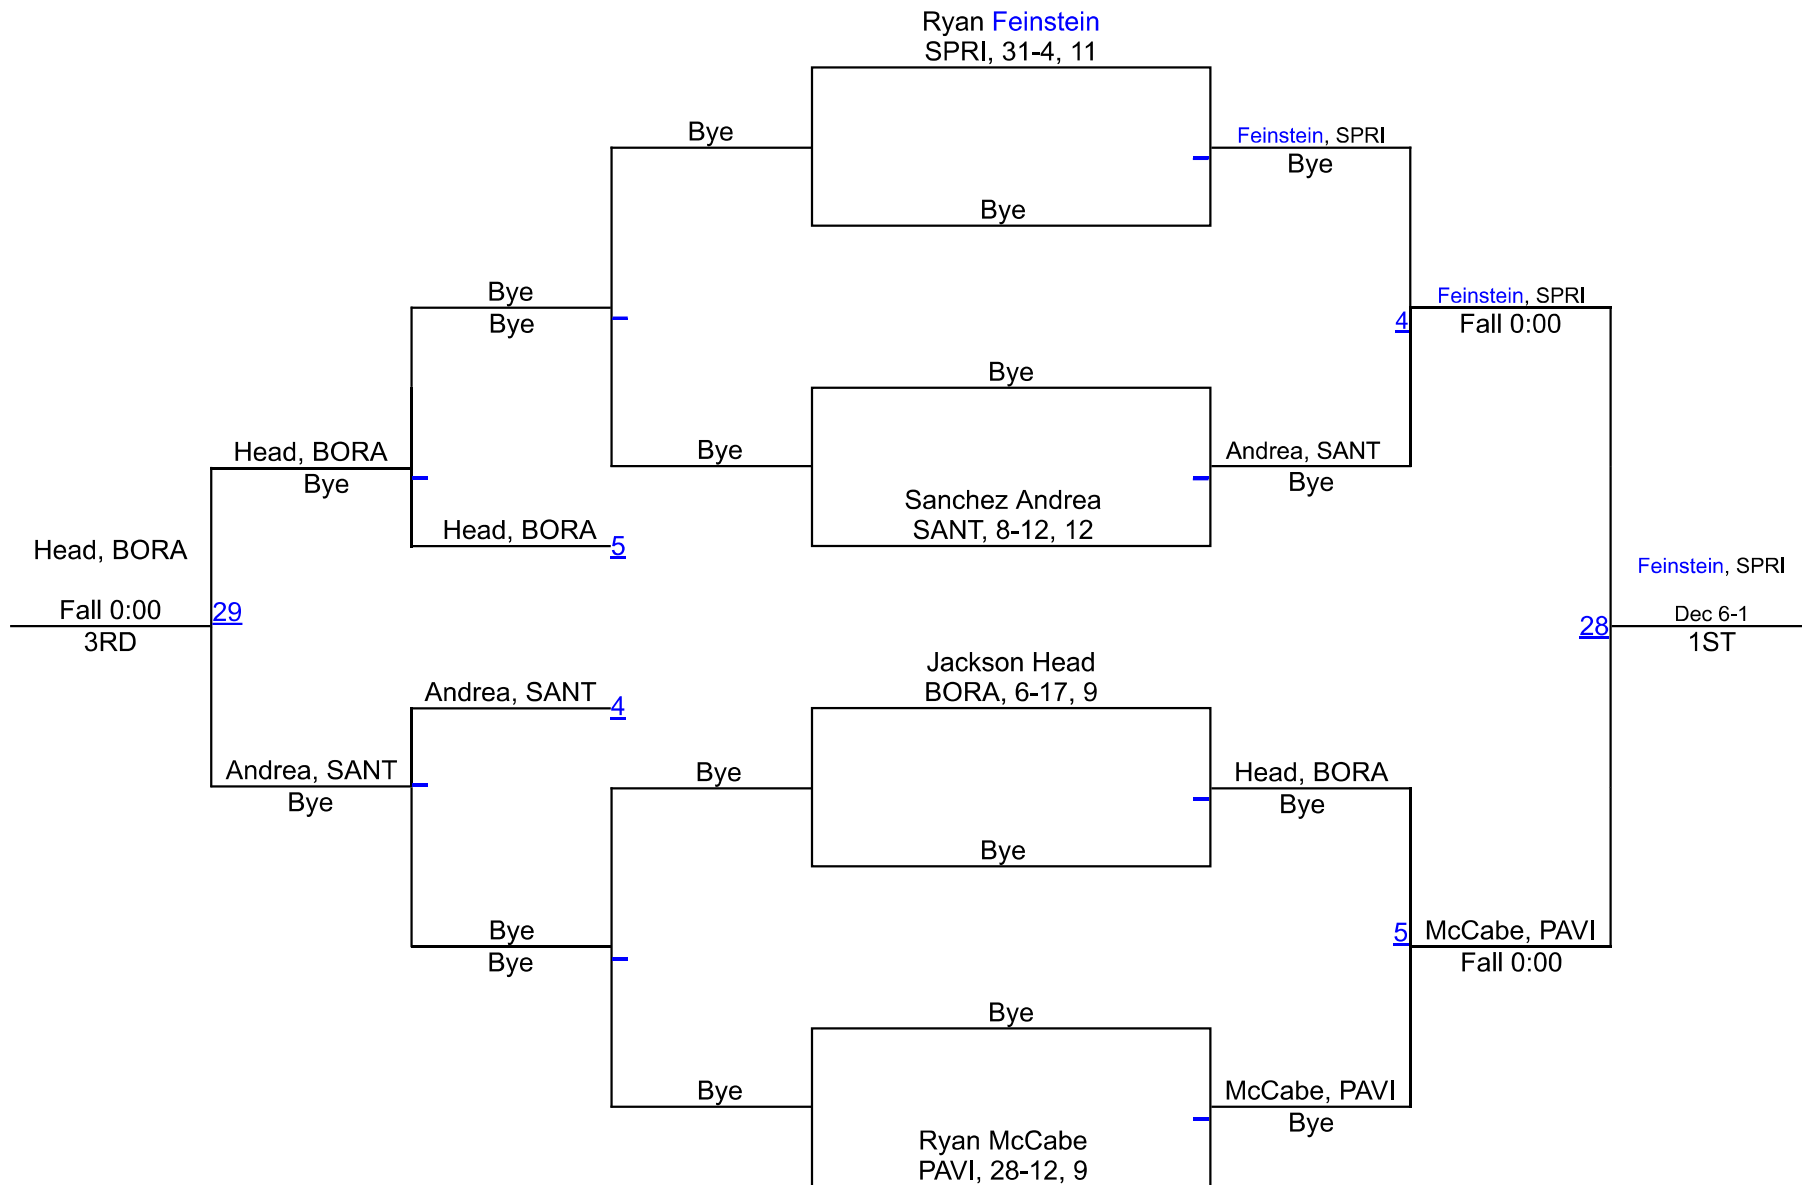 Ryan Feinstein
SPRI, 31-4, 11
Bye
Feinstein, SPRI
Bye
Bye
Bye
Bye
Feinstein, SPRI
4
Fall 0:00
Bye
Head, BORA
Bye
Bye
Andrea, SANT
Bye
Sanchez Andrea
SANT, 8-12, 12
Head, BORA
5
Head, BORA
Feinstein, SPRI
Fall 0:00
29
3RD
28
Dec 6-1
1ST
Jackson Head
BORA, 6-17, 9
Andrea, SANT
4
Andrea, SANT
Bye
Bye
Head, BORA
Bye
Bye
Bye
Bye
5
McCabe, PAVI
Fall 0:00
Bye
Bye
McCabe, PAVI
Bye
Ryan McCabe
PAVI, 28-12, 9